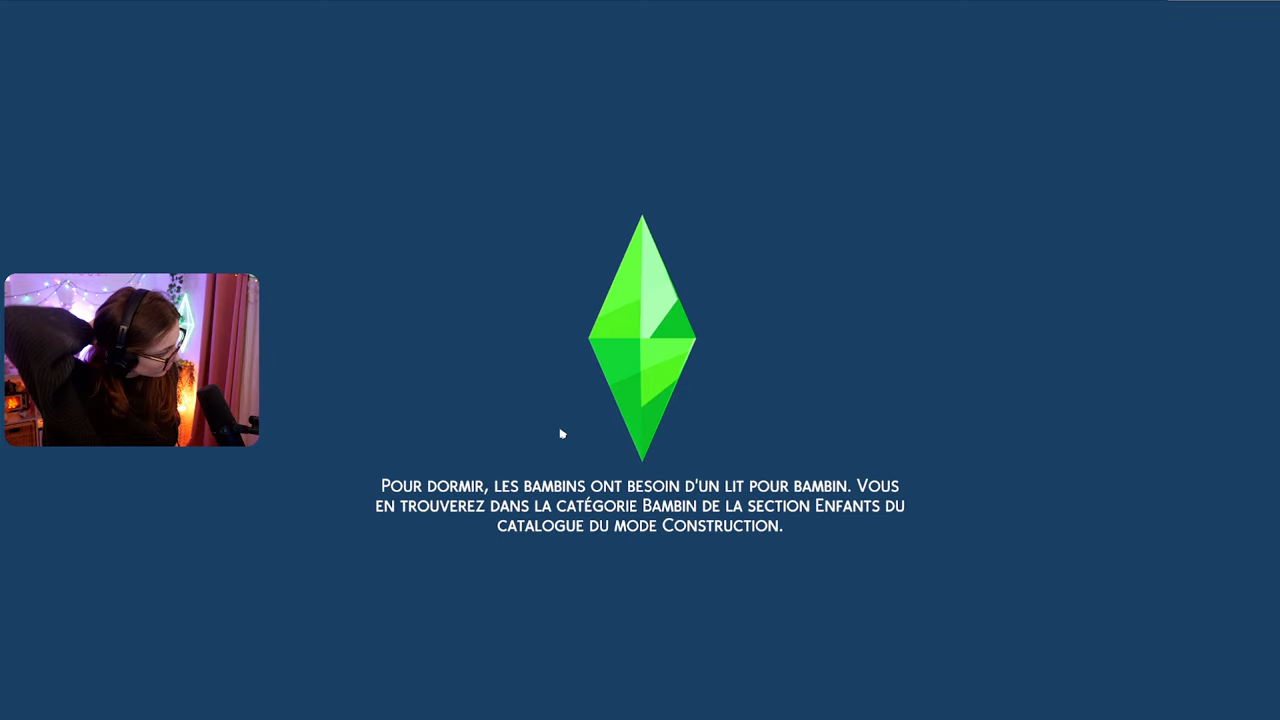 Pour dormir, les bambins ont besoin d'un lit pour bambin. Vous
en trouverez dans la catégorie Bambin de la section Enfants du
catalogue du mode Construction.